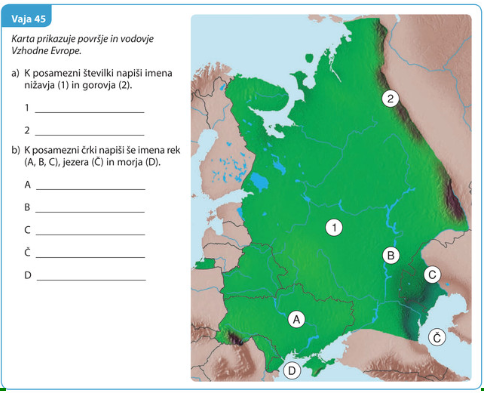 Vaja 45
Karta prikazuje površje in vodovje
Vzhodne Evrope.
a) K posamezni številki napiši imena
nižavja (1) in gorovja (2).
1
2
b) K posamezni črki napiši še imena rek
(A, B, C), jezera (Č) in morja (D).
A
B
C
Č
D
2
1
B
C
A
Č
D